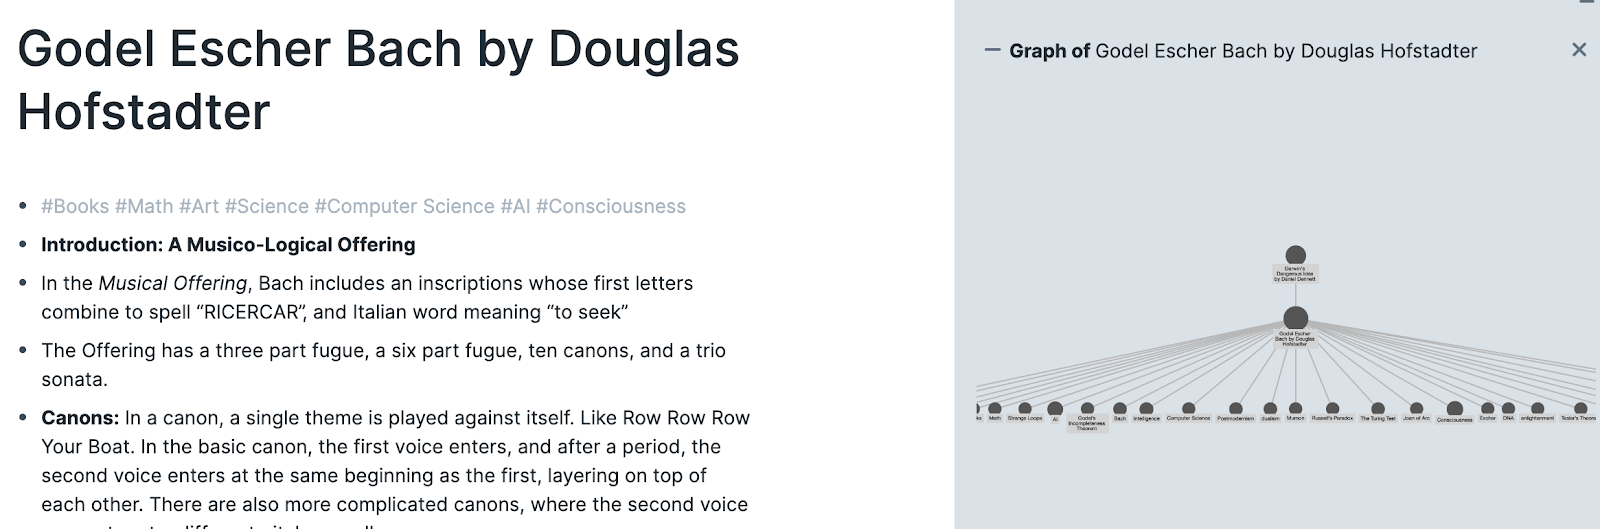 Godel Escher Bach by Douglas
Hofstadter
#Books #Math #Art #Science #Computer Science #AI #Consciousness
Introduction: A Musico-Logical Offering
In the Musical Offering, Bach includes an inscriptions whose first letters
combine to spell “RICERCAR”, and Italian word meaning “to seek”
The Offering has a three part fugue, a six part fugue, ten canons, and a trio
sonata.
Canons: In a canon, a single theme is played against itself. Like Row Row Row
Your Boat. In the basic canon, the first voice enters, and after a period, the
second voice enters at the same beginning as the first, layering on top of
each other. There are also more complicated canons, where the second voice
Graph of Godel Escher Bach by Douglas Hofstadter
Darwin's
Dangerous Idea
by Daniel Dennett
Godel Escher
Bach by Douglas
Hofstadter
Math
Strange Loops
AI
Godel's
Incompleteness
Theorem
Bach
Intelligence
Computer Science
Postmodernism
dualism
Mumon
Russell's Paradox
The Turing Test
Joan of Arc
Consciousness
Escher
DNA
enlightenment